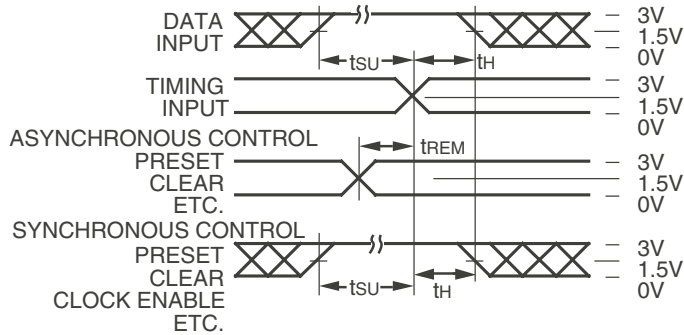 DATA
INPUT
tSU
tH
3V
1.5V
0V
TIMING
INPUT
3V
1.5V
0V
ASYNCHRONOUS CONTROL
PRESET
CLEAR
ETC.
tREM
3V
1.5V
0V
SYNCHRONOUS CONTROL
PRESET
CLEAR
CLOCK ENABLE
ETC.
tSU
tH
3V
1.5V
0V